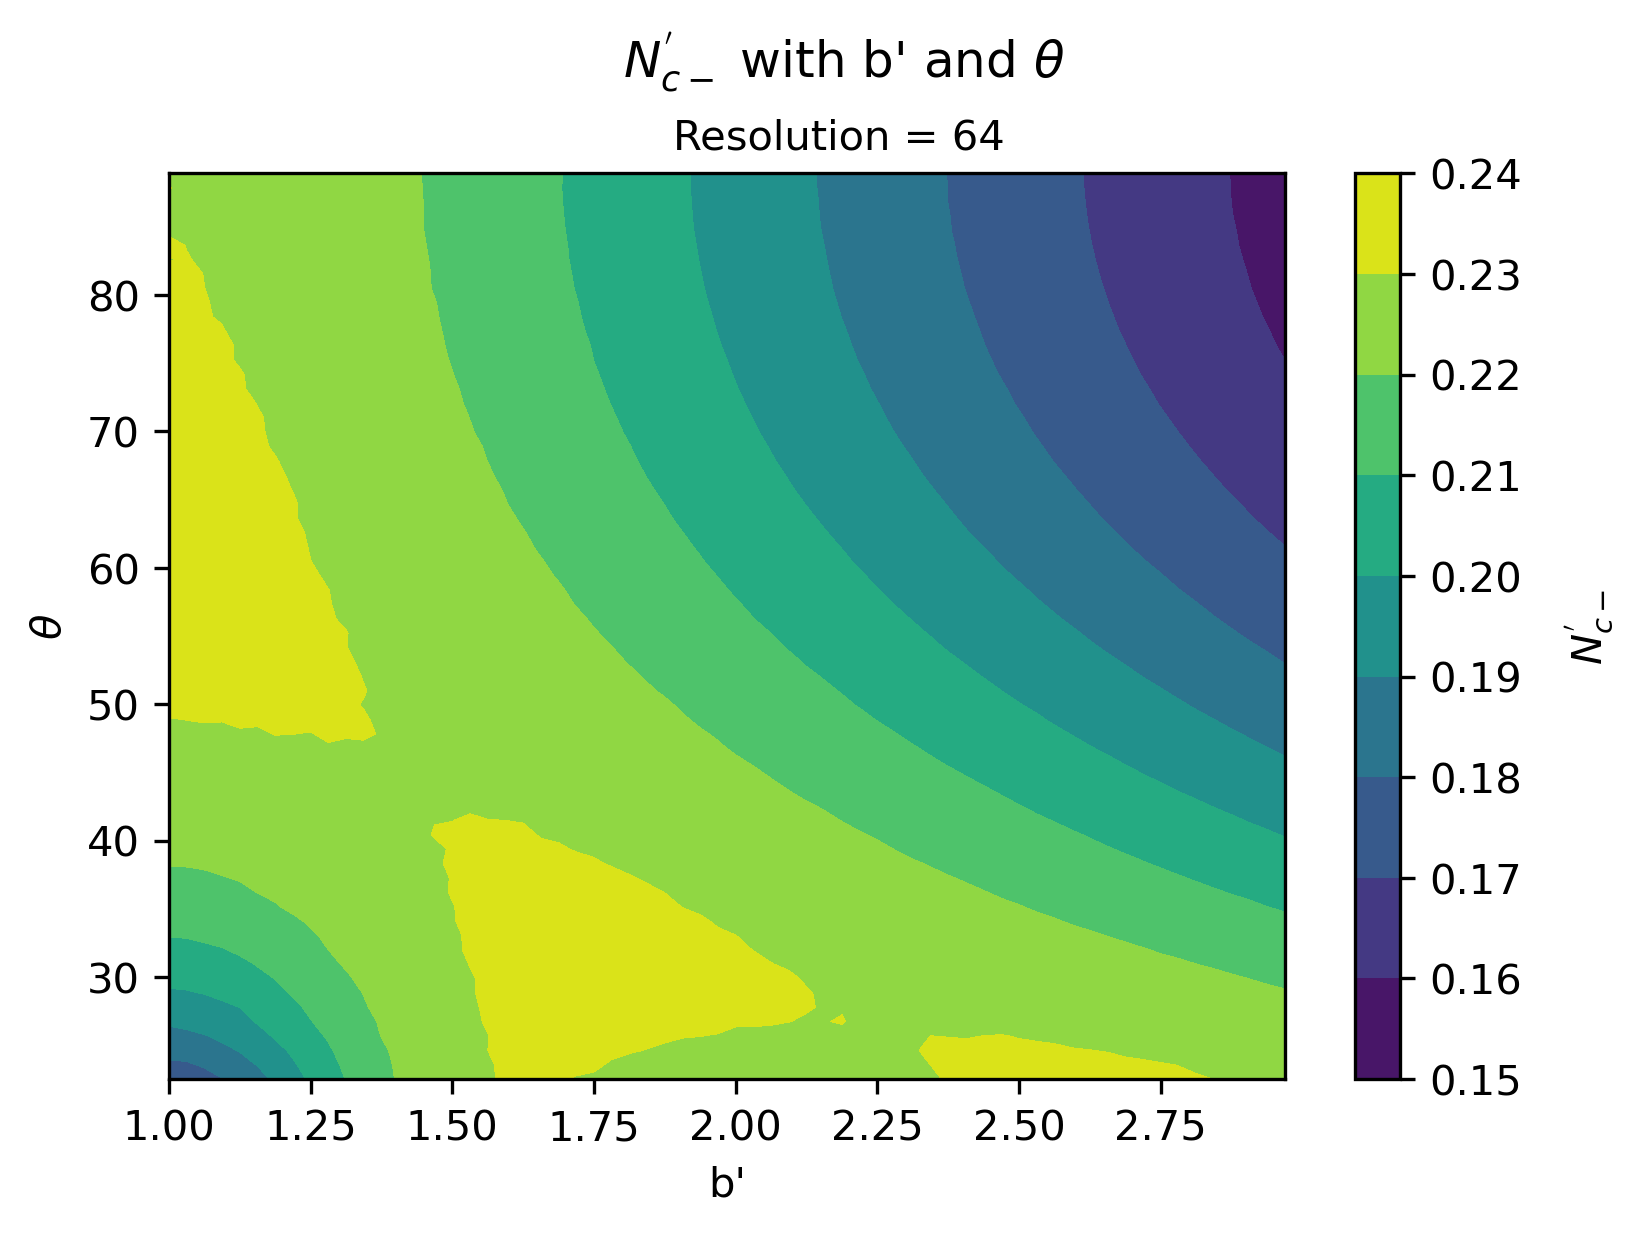 N'c− with b' and θ
Resolution = 64
80
70
60
50
40
30
θ
1.00 1.25 1.50 1.75 2.00 2.25 2.50 2.75
b'
0.24
0.23
0.22
0.21
0.20
0.19
0.18
0.17
0.16
0.15
N'c−